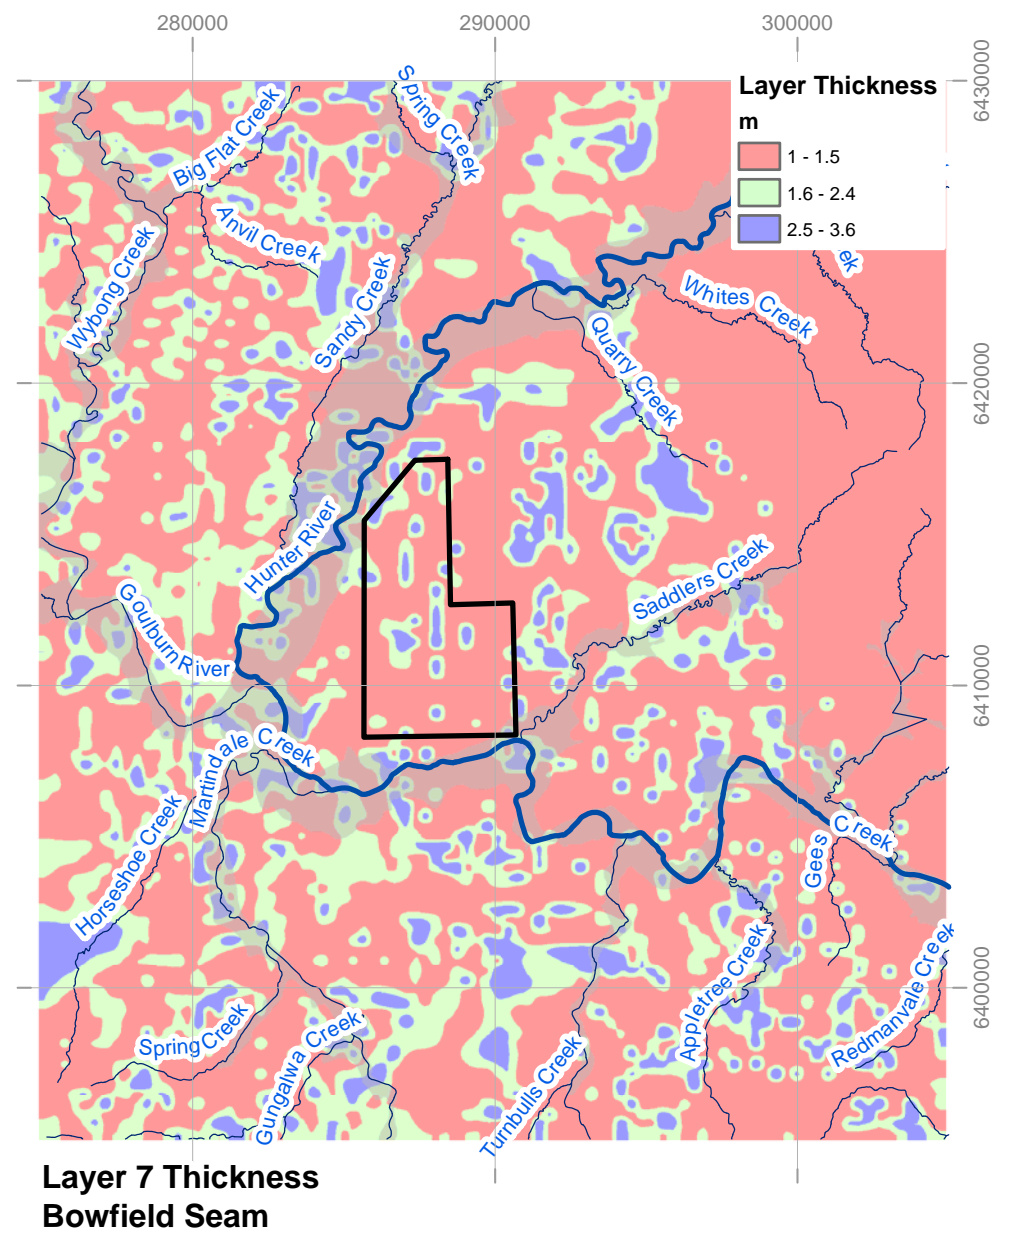 280000
290000
300000
6430000
6420000
6410000
6400000
Layer Thickness
m
1 - 1.5
1.6 - 2.4
2.5 - 3.6
Spring Creek
Big Flat Creek
Anvil Creek
Wybong Creek
Sandy Creek
ek
Whites Creek
Quarry Creek
Hunter River
Saddlers Creek
Goulburn River
Martindale Creek
Horseshoe Creek
Gees Creek
Appletree Creek
Redmanvale Creek
Spring Creek
Gungalwa Creek
Turnbulls Creek
Layer 7 Thickness
Bowfield Seam